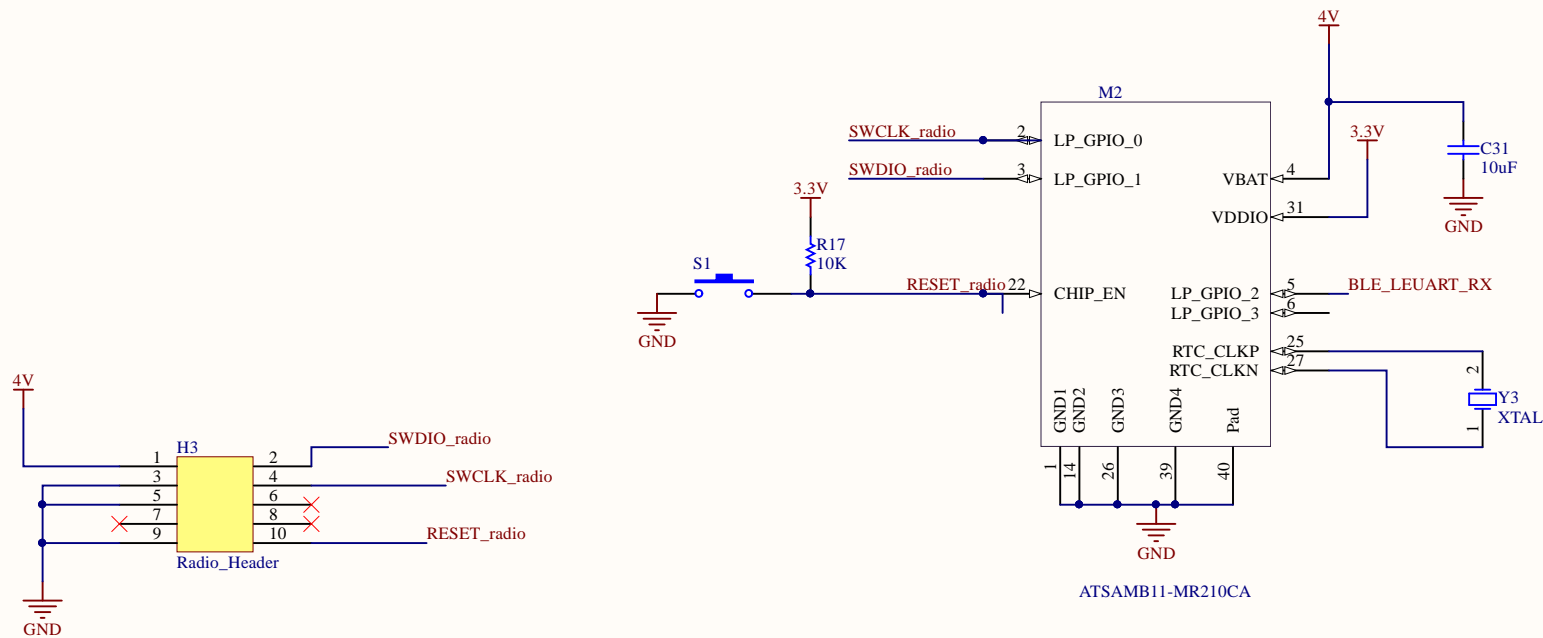 4V
M2
SWCLK_radio
2
LP_GPIO_0
3.3V
C31
10uF
SWDIO_radio
3
LP_GPIO_1
VBAT
4
3.3V
VDDIO
31
GND
R17
10K
S1
RESET_radio
22
CHIP_EN
LP_GPIO_2
5
BLE_LEUART_RX
LP_GPIO_3
6
GND
RTC_CLKP
25
RTC_CLKN
27
2
Y3
XTAL
1
GND1
GND2
GND3
GND4
Pad
1
14
26
39
40
GND
ATSAMB11-MR210CA
4V
H3
SWDIO_radio
1
2
3
4
SWCLK_radio
5
6
7
8
9
10
RESET_radio
Radio_Header
GND